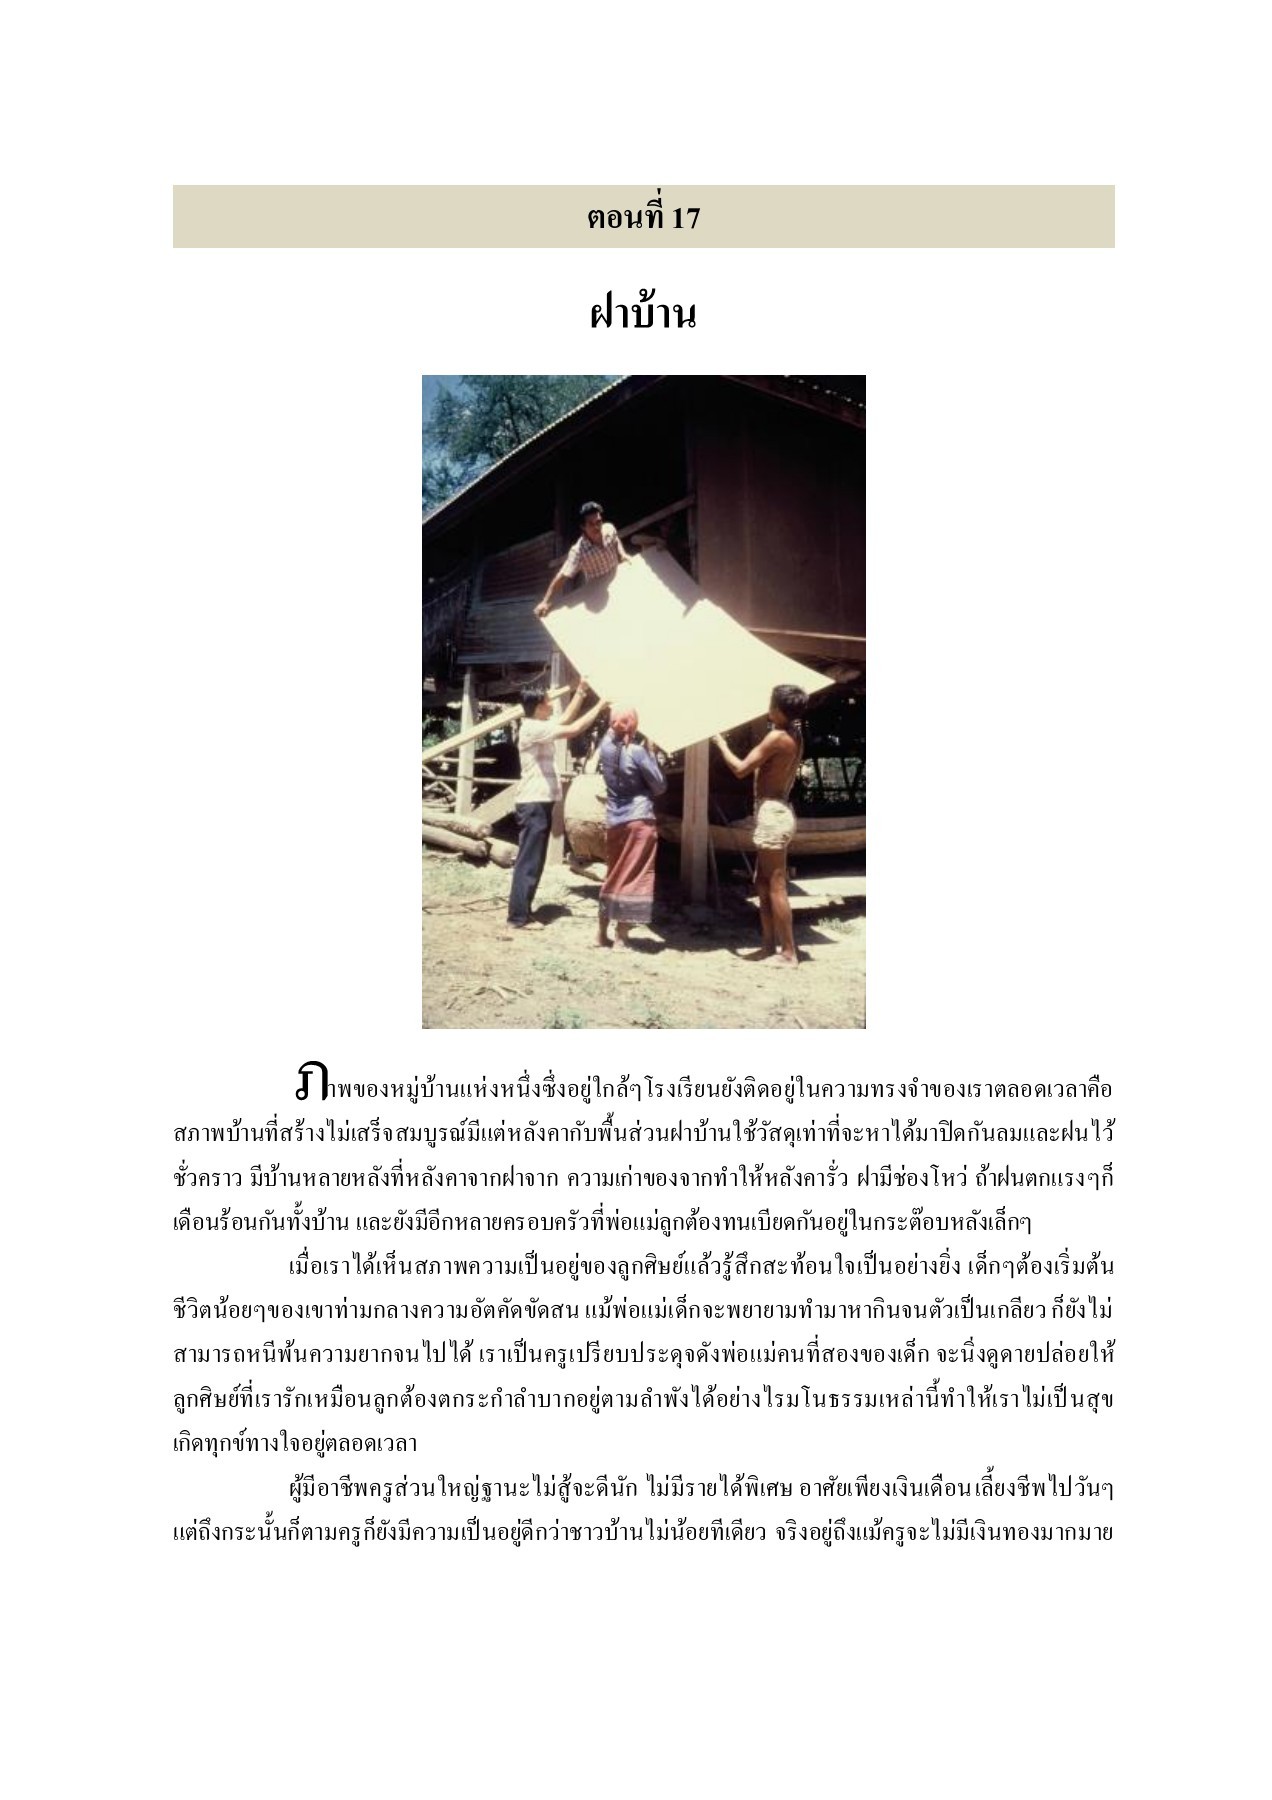 ตอนที่ 17
ฝาบ้าน
ภาพของหมู่บ้านแห่งหนึ่งซึ่งอยู่ใกล้ๆโรงเรียนยังติดอยู่ในความทรงจำของเราตลอดเวลาคือ
สภาพบ้านที่สร้างไม่เสร็จสมบูรณ์มีแต่หลังคากับพื้นส่วนฝาบ้านใช้วัสดุเท่าที่จะหาได้มาปิดกันลมและฝนไว้
ชั่วคราว มีบ้านหลายหลังที่หลังคาจากฝาจาก ความเก่าของจากทำให้หลังคารั่ว ฝามีช่องโหว่ ถ้าฝนตกแรงๆก็
เดือนร้อนกันทั้งบ้าน และยังมีอีกหลายครอบครัวที่พ่อแม่ลูกต้องทนเบียดกันอยู่ในกระต๊อบหลังเล็กๆ
เมื่อเราได้เห็นสภาพความเป็นอยู่ของลูกศิษย์แล้วรู้สึกสะท้อนใจเป็นอย่างยิ่ง เด็กๆต้องเริ่มต้น
ชีวิตน้อยๆของเขาท่ามกลางความอัตคัดขัดสน แม้พ่อแม่เด็กจะพยายามทำมาหากินจนตัวเป็นเกลียว ก็ยังไม่
สามารถหนีพ้นความยากจนไปได้ เราเป็นครูเปรียบประดุจดังพ่อแม่คนที่สองของเด็ก จะนิ่งดูดายปล่อยให้
ลูกศิษย์ที่เรารักเหมือนลูกต้องตกระกำลำบากอยู่ตามลำพังได้อย่างไรมโนธรรมเหล่านี้ทำให้เราไม่เป็นสุข
เกิดทุกข์ทางใจอยู่ตลอดเวลา
ผู้มีอาชีพครูส่วนใหญ่ฐานะไม่สู้จะดีนัก ไม่มีรายได้พิเศษ อาศัยเพียงเงินเดือนเลี้ยงชีพไปวันๆ
แต่ถึงกระนั้นก็ตามครูก็ยังมีความเป็นอยู่ดีกว่าชาวบ้านไม่น้อยทีเดียว จริงอยู่ถึงแม้ครูจะไม่มีเงินทองมากมาย